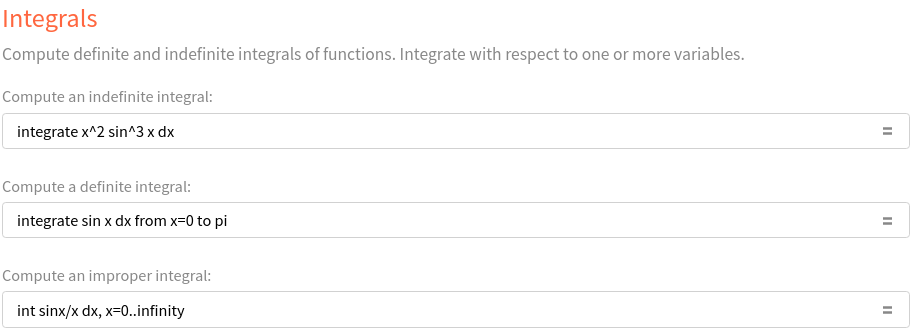 Integrals
Compute definite and indefinite integrals of functions. Integrate with respect to one or more variables.
Compute an indefinite integral:
integrate x^2 sin^3 x dx
=
Compute a definite integral:
integrate sin x dx from x=0 to pi
=
Compute an improper integral:
int sinx/x dx, x=0..infinity
=